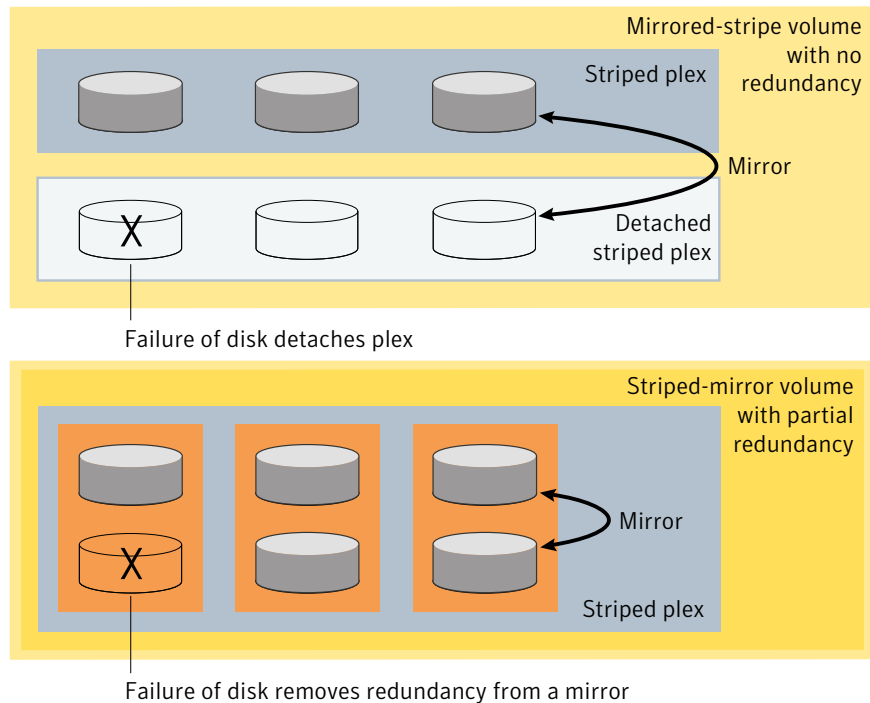 Mirrored-stripe volume
with no
redundancy
Striped plex
Mirror
Detached
striped plex
X
Failure of disk detaches plex
Striped-mirror volume
with partial
redundancy
Mirror
X
Striped plex
Failure of disk removes redundancy from a mirror